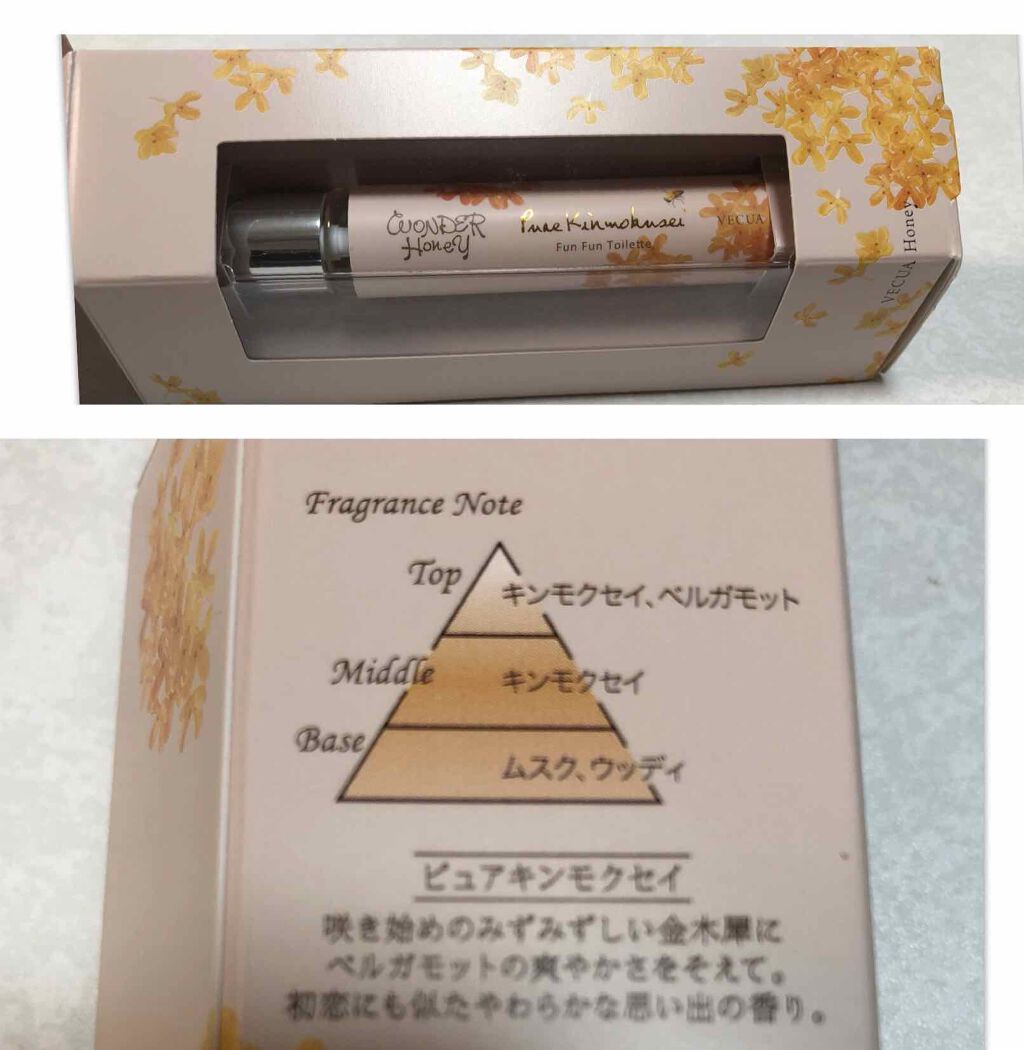 WONDER
Honey
Pure Kinmokusei
Fun Fun Toilette
VECUA
VECUA Honey
Fragrance Note
Top
キンモクセイ、ベルガモット
Middle
キンモクセイ
Base
ムスク、ウッディ
ピュアキンモクセイ
咲き始めのみずみずしい金木犀に
ベルガモットの爽やかさをそえて。
初恋にも似たやわらかな思い出の香り。